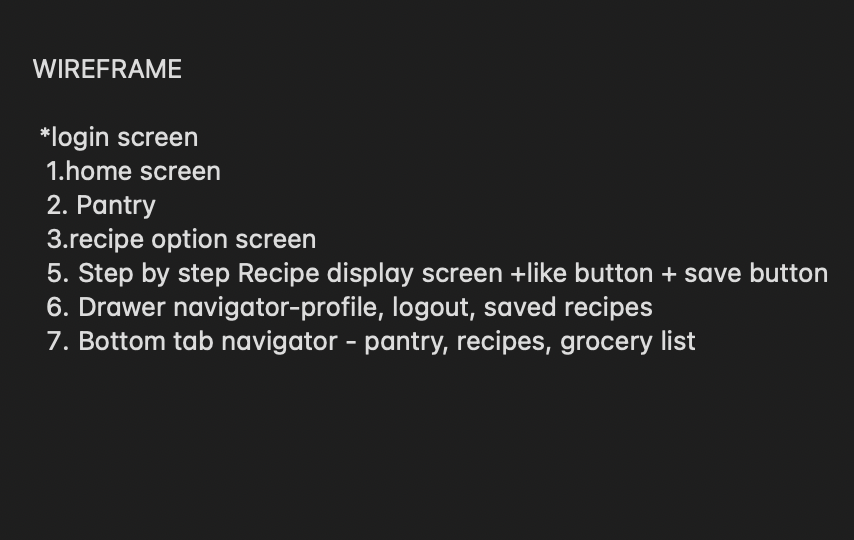 WIREFRAME
*login screen
1.home screen
2. Pantry
3.recipe option screen
5. Step by step Recipe display screen +like button + save button
6. Drawer navigator-profile, logout, saved recipes
7. Bottom tab navigator - pantry, recipes, grocery list